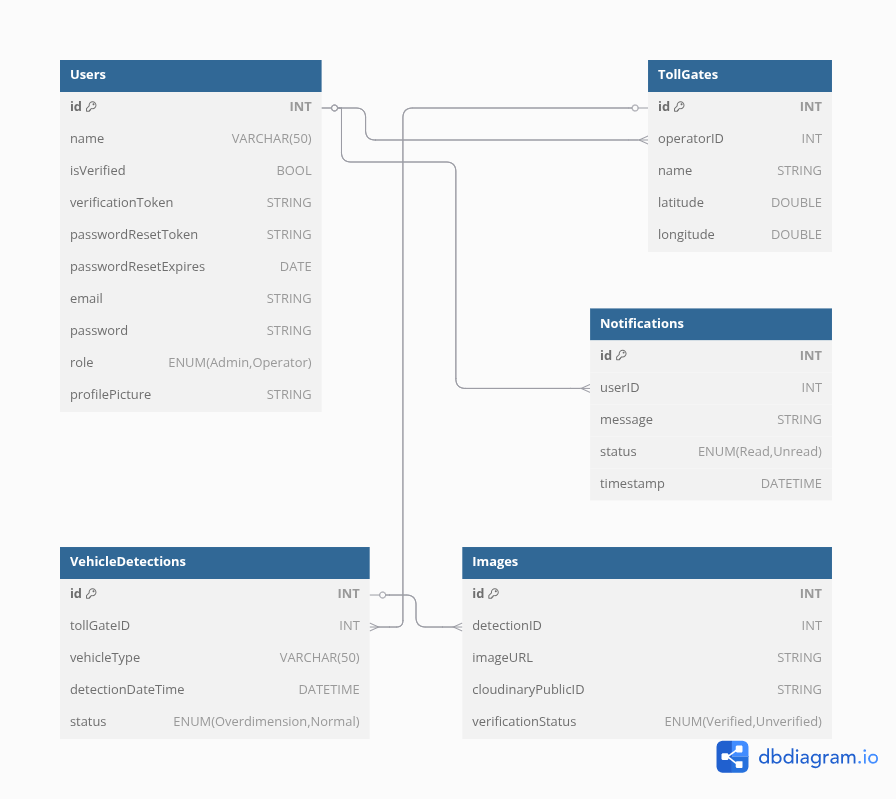 Users
id INT
name VARCHAR(50)
isVerified BOOL
verificationToken STRING
passwordResetToken STRING
passwordResetExpires DATE
email STRING
password STRING
role ENUM(Admin,Operator)
profilePicture STRING
TollGates
id INT
operatorID INT
name STRING
latitude DOUBLE
longitude DOUBLE
Notifications
id INT
userID INT
message STRING
status ENUM(Read,Unread)
timestamp DATETIME
VehicleDetections
id INT
tollGateID INT
vehicleType VARCHAR(50)
detectionDateTime DATETIME
status ENUM(Overdimension,Normal)
Images
id INT
detectionID INT
imageURL STRING
cloudinaryPublicID STRING
verificationStatus ENUM(Verified,Unverified)
dbdiagram.io